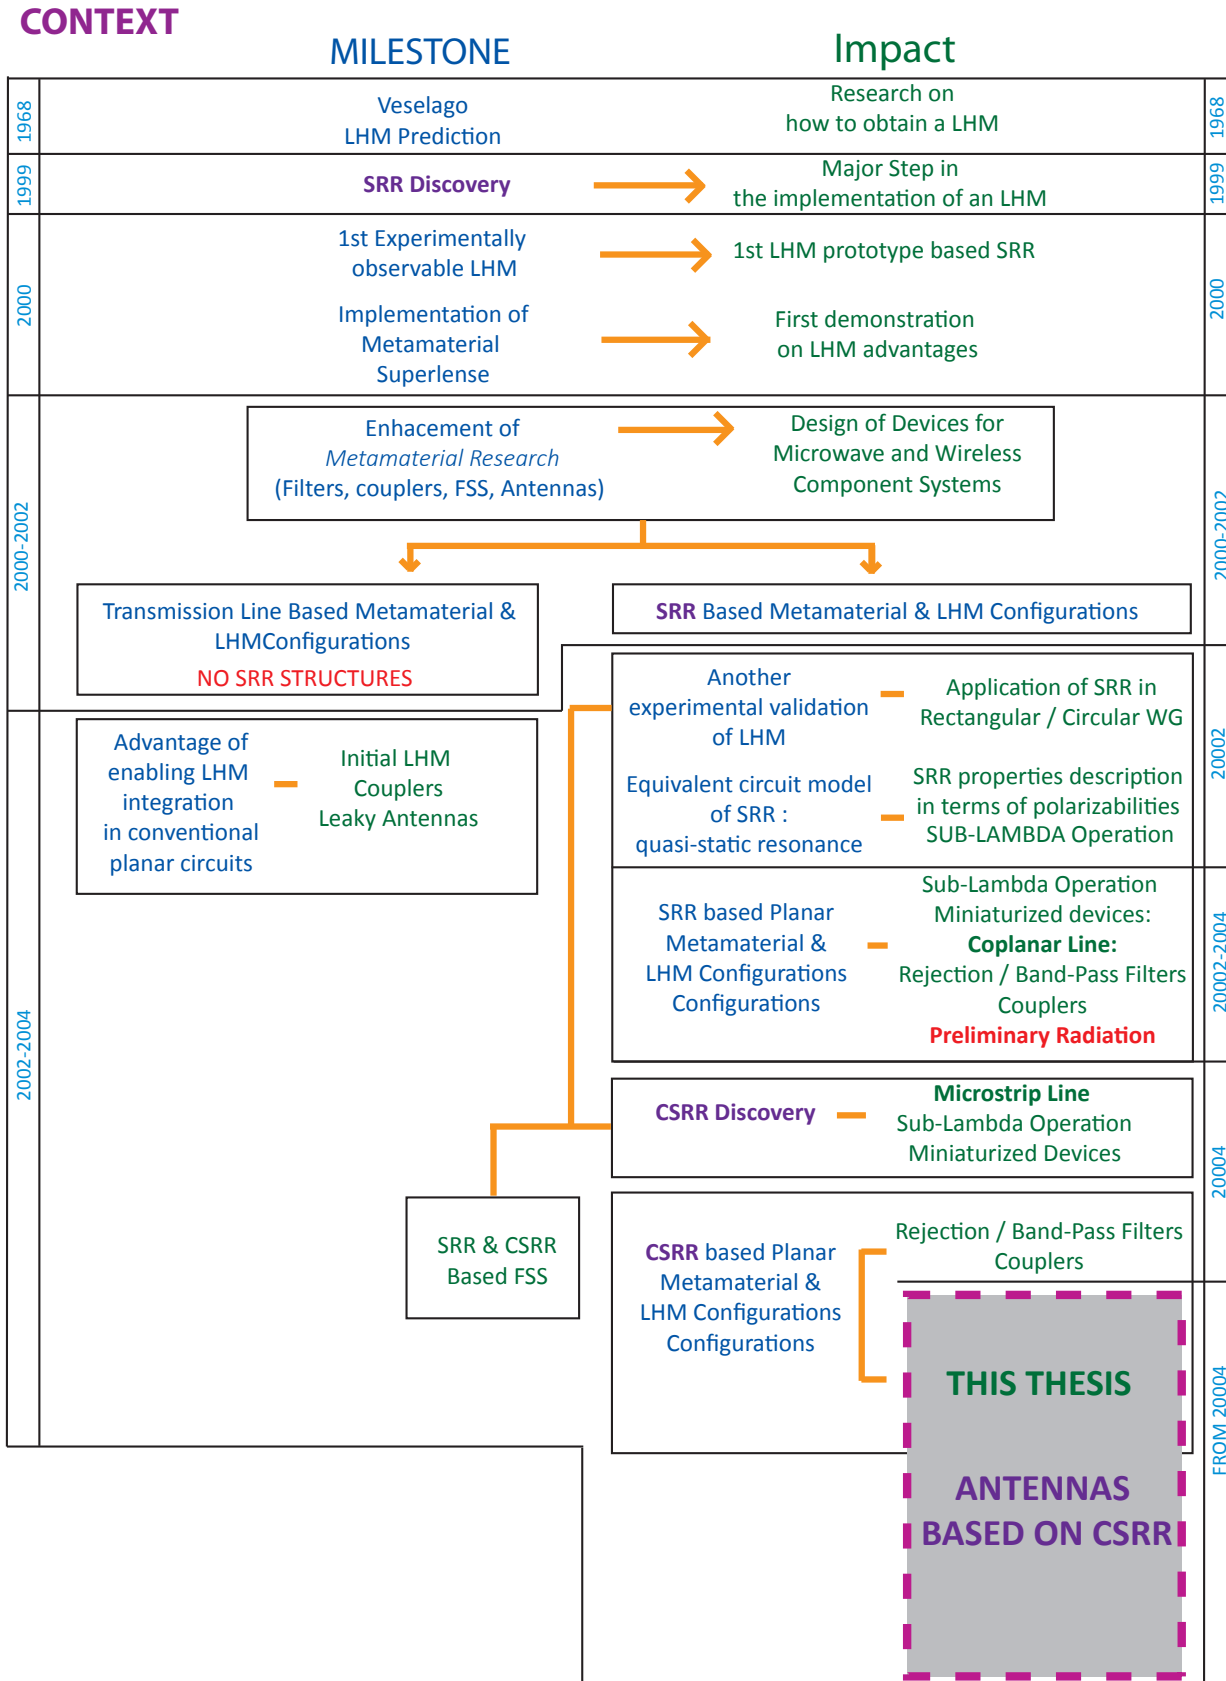 CONTEXT
MILESTONE
Impact
1968
Veselago
LHM Prediction
Research on
how to obtain a LHM
1968
1999
SRR Discovery
Major Step in
the implementation of an LHM
1999
2000
1st Experimentally
observable LHM
1st LHM prototype based SRR
Implementation of
Metamaterial
Superlense
First demonstration
on LHM advantages
2000
2000-2002
Enhacement of
Metamaterial Research
(Filters, couplers, FSS, Antennas)
Design of Devices for
Microwave and Wireless
Component Systems
2000-2002
Transmission Line Based Metamaterial &
LHMConfigurations
NO SRR STRUCTURES
SRR Based Metamaterial & LHM Configurations
2002-2004
Advantage of
enabling LHM
integration
in conventional
planar circuits
Initial LHM
Couplers
Leaky Antennas
Another
experimental validation
of LHM
Application of SRR in
Rectangular / Circular WG
Equivalent circuit model
of SRR :
quasi-static resonance
SRR properties description
in terms of polarizabilities
SUB-LAMBDA Operation
20002
SRR based Planar
Metamaterial &
LHM Configurations
Configurations
Sub-Lambda Operation
Miniaturized devices:
Coplanar Line:
Rejection / Band-Pass Filters
Couplers
Preliminary Radiation
20002-2004
CSRR Discovery
Microstrip Line
Sub-Lambda Operation
Miniaturized Devices
20004
SRR & CSRR
Based FSS
CSRR based Planar
Metamaterial &
LHM Configurations
Configurations
Rejection / Band-Pass Filters
Couplers
THIS THESIS
ANTENNAS
BASED ON CSRR
FROM 20004